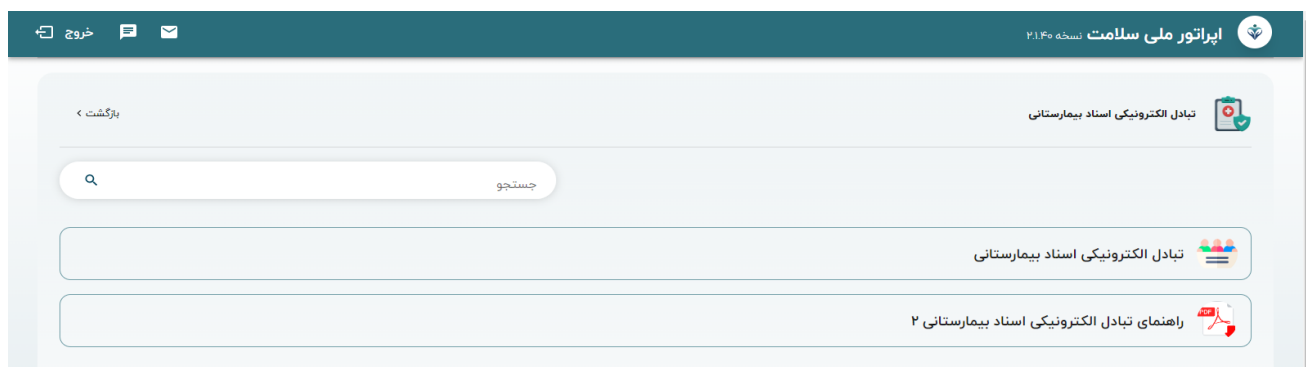 اپراتور ملی سلامت نسخه ۲.۱.۴۰
خروج
تبادل الکترونیکی اسناد بیمارستانی
بازگشت
جستجو
تبادل الکترونیکی اسناد بیمارستانی
PDF
راهنمای تبادل الکترونیکی اسناد بیمارستانی ۲